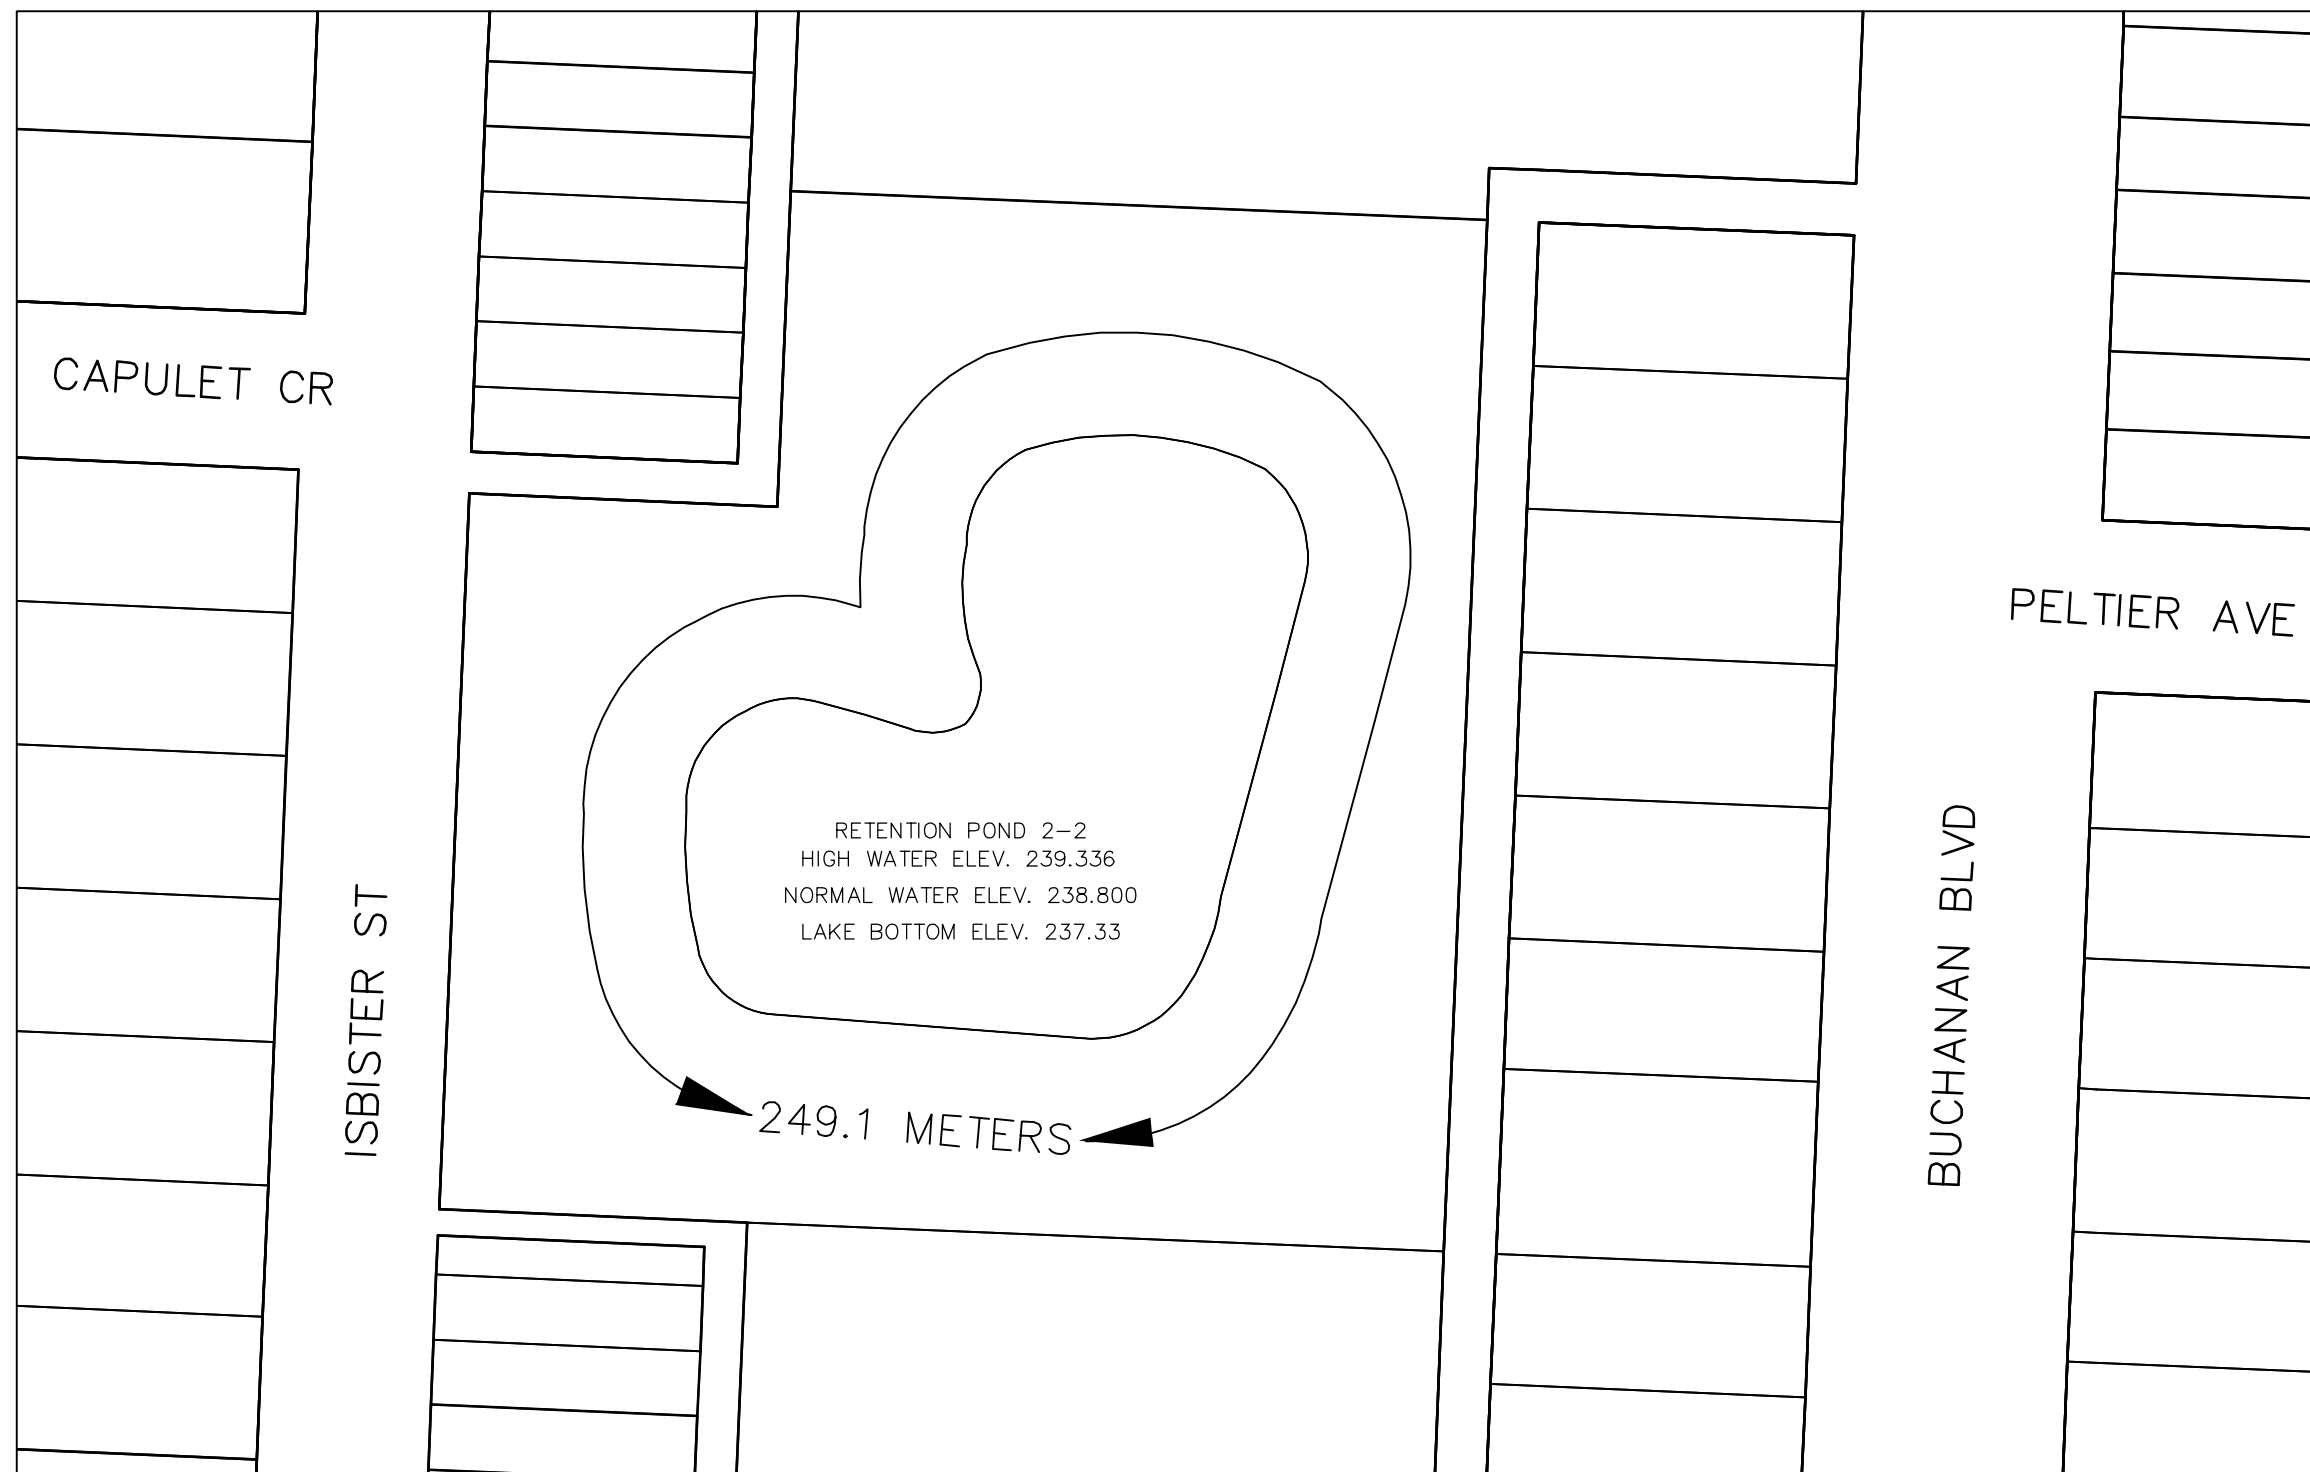 CAPULET CR
PELTIER AVE
RETENTION POND 2-2
HIGH WATER ELEV. 239.336
NORMAL WATER ELEV. 238.800
LAKE BOTTOM ELEV. 237.33
ISBISTER ST
BUCHANAN BLVD
249.1 METERS